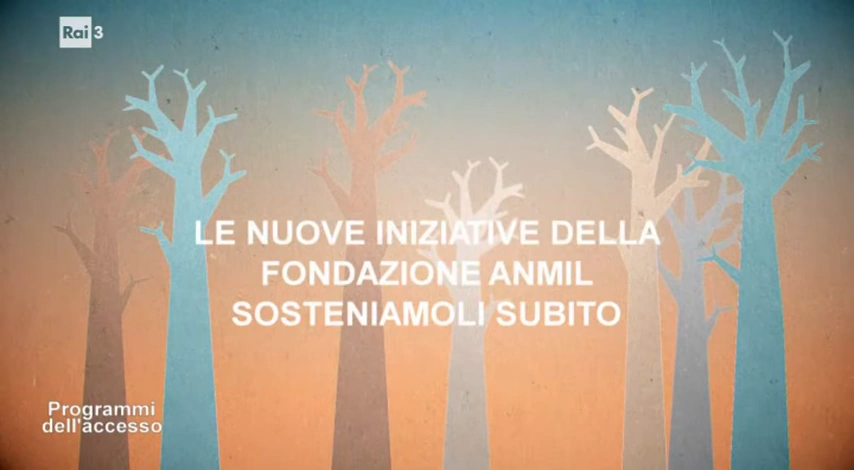 Rai 3
LE NUOVE INIZIATIVE DELLA
FONDAZIONE ANMIL
SOSTENIAMOLI SUBITO
Programmi
dell'accesso